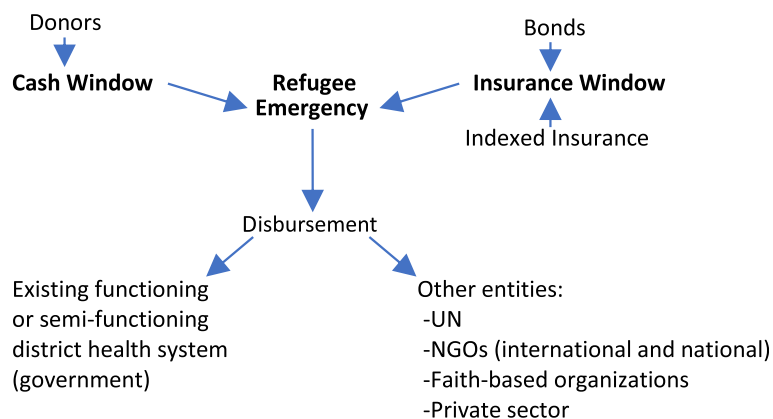 Donors
Bonds
Cash Window
Refugee
Emergency
Insurance Window
Indexed Insurance
Disbursement
Existing functioning
or semi-functioning
district health system
(government)
Other entities:
-UN
-NGOs (international and national)
-Faith-based organizations
-Private sector